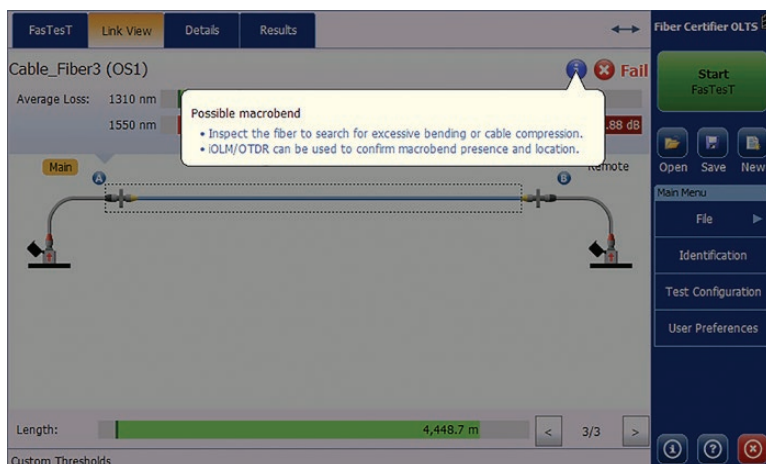 FasTesT
Link View
Details
Results
Fiber Certifier OLTS
Cable_Fiber3 (OS1)
Fail
Start
FasTesT
Average Loss:
1310 nm
Possible macrobend
1550 nm
.88 dB
• Inspect the fiber to search for excessive bending or cable compression.
• iOLM/OTDR can be used to confirm macrobend presence and location.
Main
Open
Save
New
A
B
Main Menu
File
Identification
Test Configuration
User Preferences
Length:
4,448.7 m
<
3/3
>
Custom Thresholds